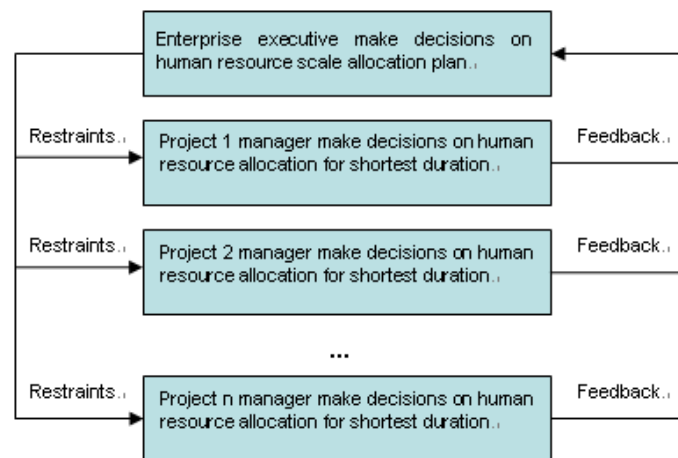 Enterprise executive make decisions on
human resource scale allocation plan.
Restraints.
Project 1 manager make decisions on human
resource allocation for shortest duration.
Feedback.
Restraints.
Project 2 manager make decisions on human
resource allocation for shortest duration.
Feedback.
...
Restraints.
Project n manager make decisions on human
resource allocation for shortest duration.
Feedback.